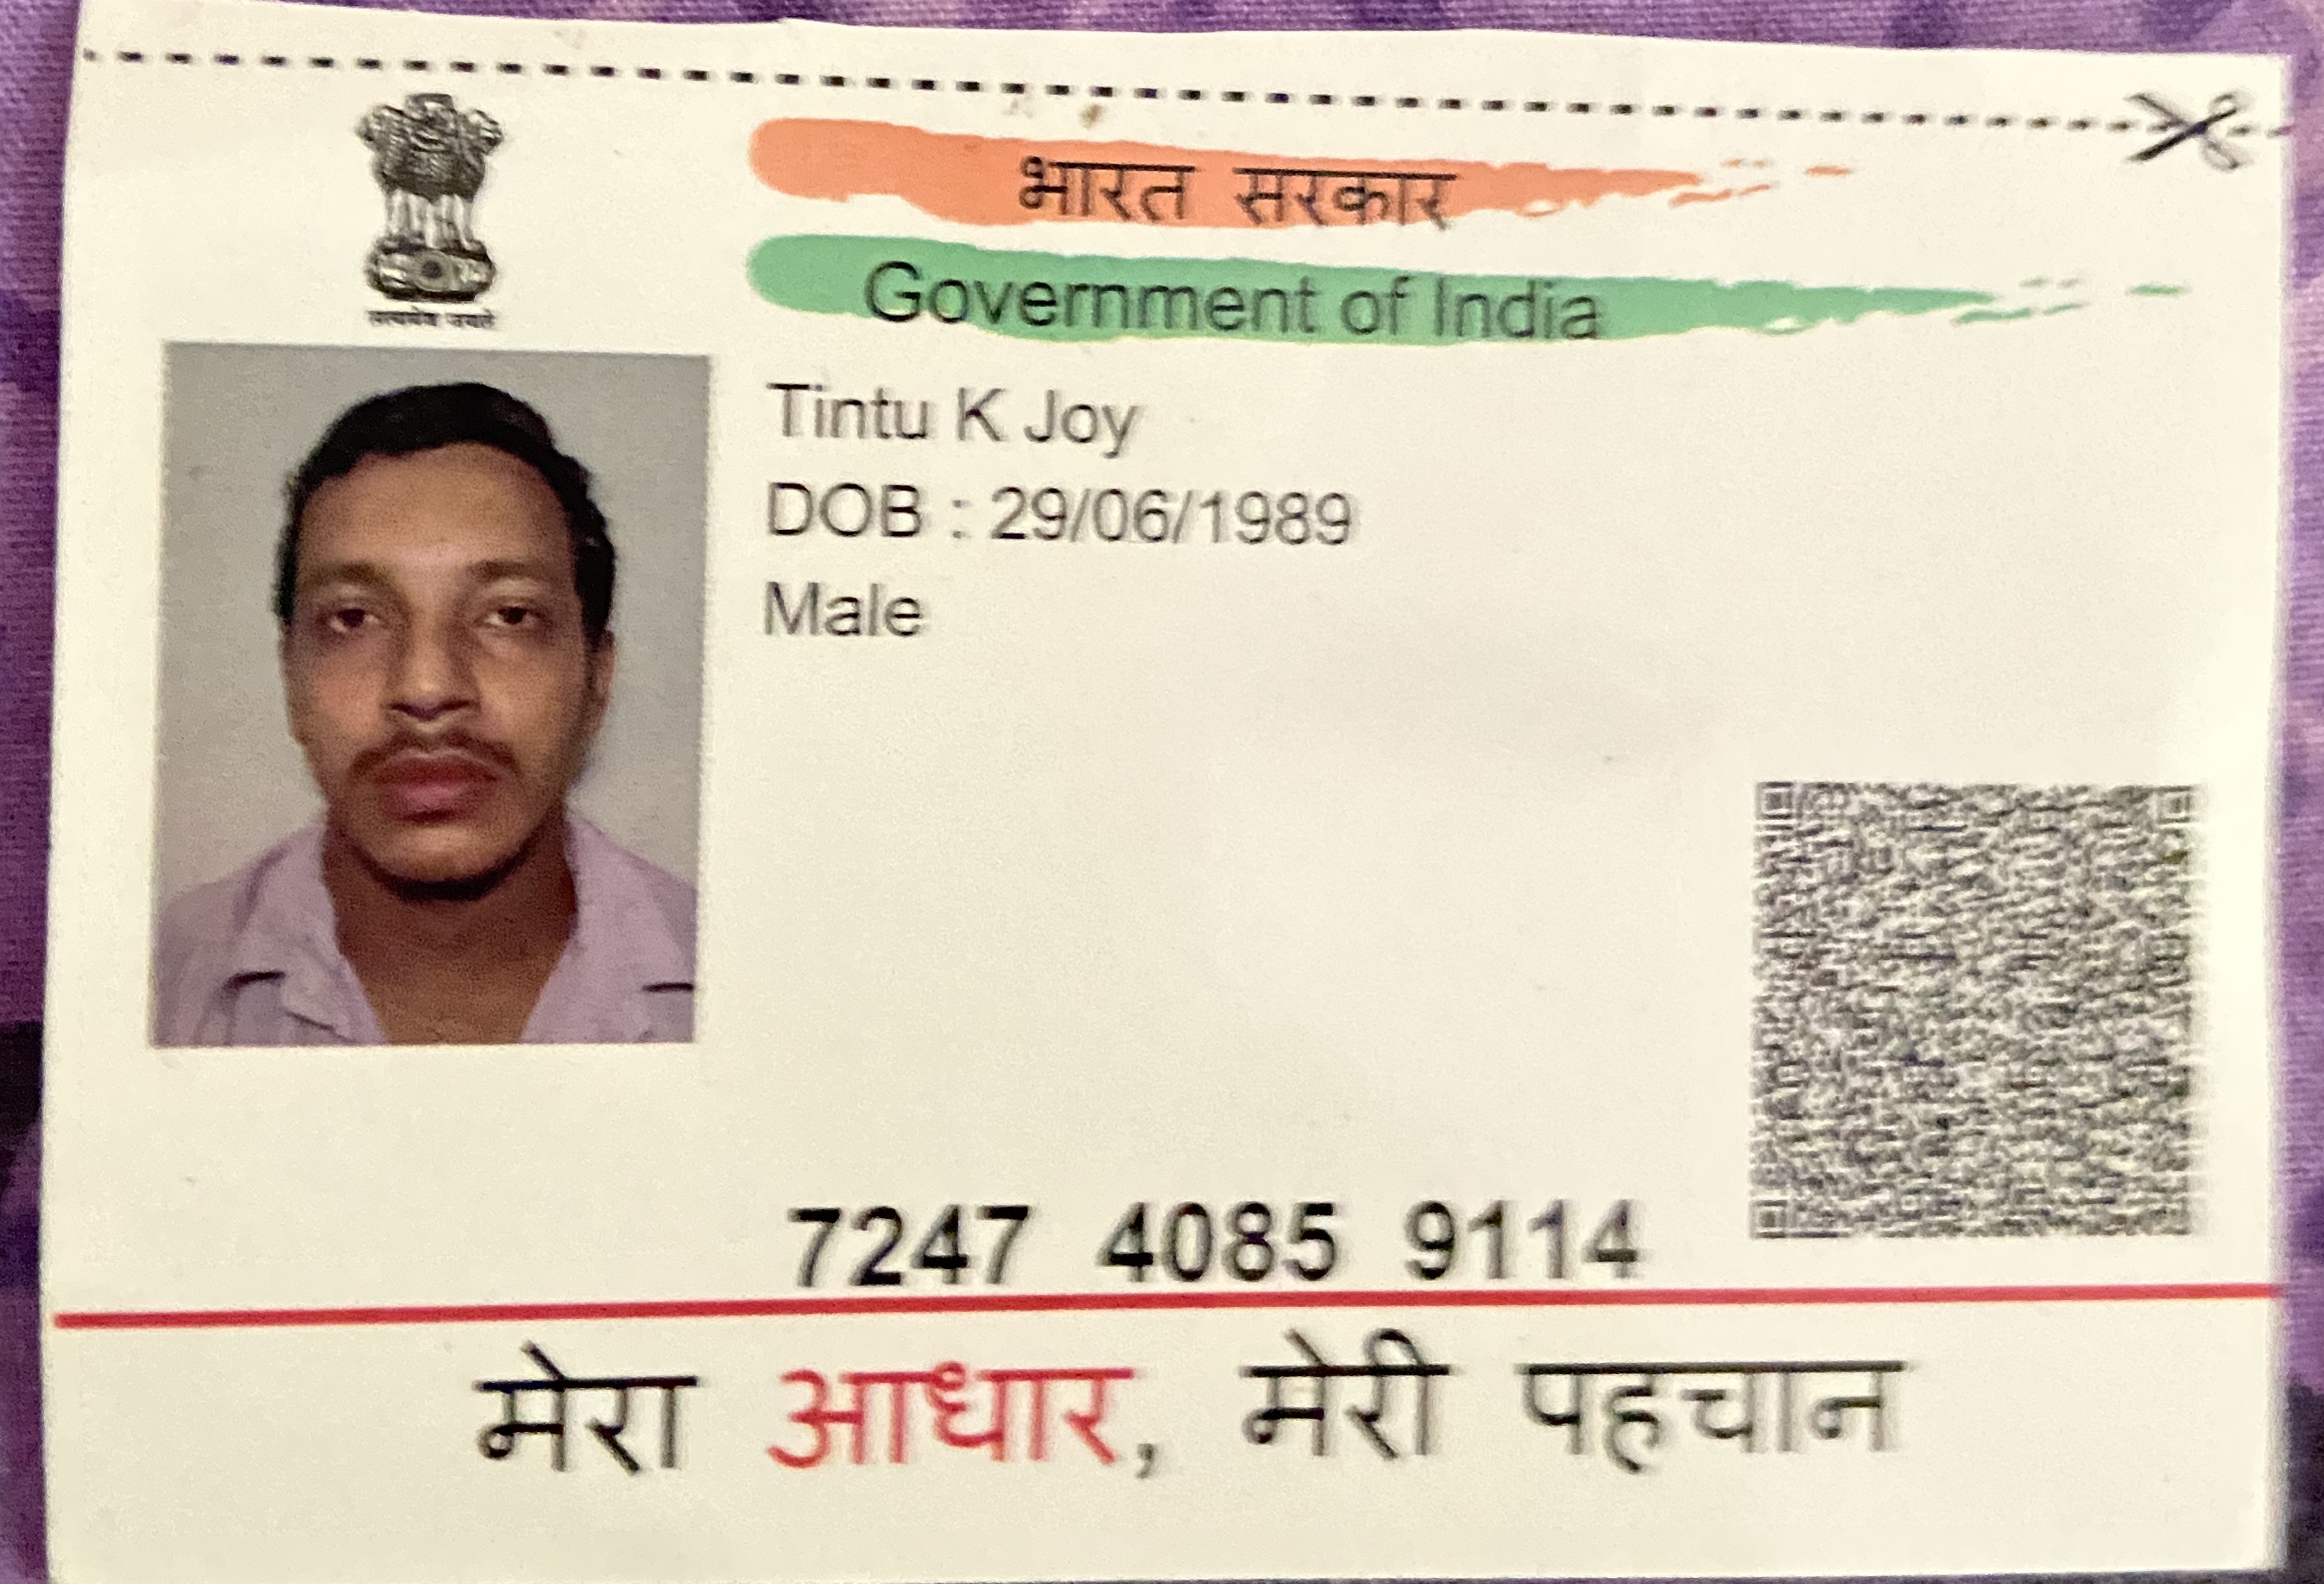 सत्यमेव जयते
भारत सरकार
Government of India
Tintu K Joy
DOB : 29/06/1989
Male
7247 4085 9114
मेरा आधार, मेरी पहचान